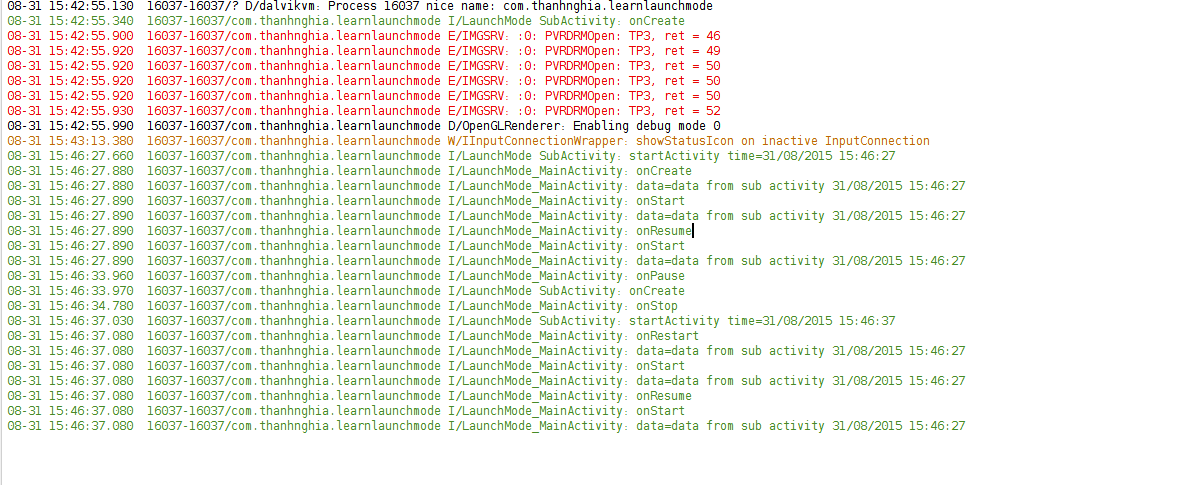 08-31 15:42:55.130  16037-16037/? D/dalvikvm: Process 16037 nice name: com.thanhnghia.learnlaunchmode
08-31 15:42:55.340  16037-16037/com.thanhnghia.learnlaunchmode I/LaunchMode SubActivity: onCreate
08-31 15:42:55.900  16037-16037/com.thanhnghia.learnlaunchmode E/IMGSRV: :0: PVRDRMOpen: TP3, ret = 46
08-31 15:42:55.920  16037-16037/com.thanhnghia.learnlaunchmode E/IMGSRV: :0: PVRDRMOpen: TP3, ret = 49
08-31 15:42:55.920  16037-16037/com.thanhnghia.learnlaunchmode E/IMGSRV: :0: PVRDRMOpen: TP3, ret = 50
08-31 15:42:55.920  16037-16037/com.thanhnghia.learnlaunchmode E/IMGSRV: :0: PVRDRMOpen: TP3, ret = 50
08-31 15:42:55.920  16037-16037/com.thanhnghia.learnlaunchmode E/IMGSRV: :0: PVRDRMOpen: TP3, ret = 50
08-31 15:42:55.930  16037-16037/com.thanhnghia.learnlaunchmode E/IMGSRV: :0: PVRDRMOpen: TP3, ret = 52
08-31 15:42:55.990  16037-16037/com.thanhnghia.learnlaunchmode D/OpenGLRenderer: Enabling debug mode 0
08-31 15:43:13.380  16037-16037/com.thanhnghia.learnlaunchmode W/IInputConnectionWrapper: showStatusIcon on inactive InputConnection
08-31 15:46:27.660  16037-16037/com.thanhnghia.learnlaunchmode I/LaunchMode SubActivity: startActivity time=31/08/2015 15:46:27
08-31 15:46:27.880  16037-16037/com.thanhnghia.learnlaunchmode I/LaunchMode_MainActivity: onCreate
08-31 15:46:27.880  16037-16037/com.thanhnghia.learnlaunchmode I/LaunchMode_MainActivity: data=data from sub activity 31/08/2015 15:46:27
08-31 15:46:27.890  16037-16037/com.thanhnghia.learnlaunchmode I/LaunchMode_MainActivity: onStart
08-31 15:46:27.890  16037-16037/com.thanhnghia.learnlaunchmode I/LaunchMode_MainActivity: data=data from sub activity 31/08/2015 15:46:27
08-31 15:46:27.890  16037-16037/com.thanhnghia.learnlaunchmode I/LaunchMode_MainActivity: onResume
08-31 15:46:27.890  16037-16037/com.thanhnghia.learnlaunchmode I/LaunchMode_MainActivity: onStart
08-31 15:46:27.890  16037-16037/com.thanhnghia.learnlaunchmode I/LaunchMode_MainActivity: data=data from sub activity 31/08/2015 15:46:27
08-31 15:46:33.960  16037-16037/com.thanhnghia.learnlaunchmode I/LaunchMode_MainActivity: onPause
08-31 15:46:33.970  16037-16037/com.thanhnghia.learnlaunchmode I/LaunchMode SubActivity: onCreate
08-31 15:46:34.780  16037-16037/com.thanhnghia.learnlaunchmode I/LaunchMode_MainActivity: onStop
08-31 15:46:37.030  16037-16037/com.thanhnghia.learnlaunchmode I/LaunchMode SubActivity: startActivity time=31/08/2015 15:46:37
08-31 15:46:37.080  16037-16037/com.thanhnghia.learnlaunchmode I/LaunchMode_MainActivity: onRestart
08-31 15:46:37.080  16037-16037/com.thanhnghia.learnlaunchmode I/LaunchMode_MainActivity: data=data from sub activity 31/08/2015 15:46:27
08-31 15:46:37.080  16037-16037/com.thanhnghia.learnlaunchmode I/LaunchMode_MainActivity: onStart
08-31 15:46:37.080  16037-16037/com.thanhnghia.learnlaunchmode I/LaunchMode_MainActivity: data=data from sub activity 31/08/2015 15:46:27
08-31 15:46:37.080  16037-16037/com.thanhnghia.learnlaunchmode I/LaunchMode_MainActivity: onResume
08-31 15:46:37.080  16037-16037/com.thanhnghia.learnlaunchmode I/LaunchMode_MainActivity: onStart
08-31 15:46:37.080  16037-16037/com.thanhnghia.learnlaunchmode I/LaunchMode_MainActivity: data=data from sub activity 31/08/2015 15:46:27